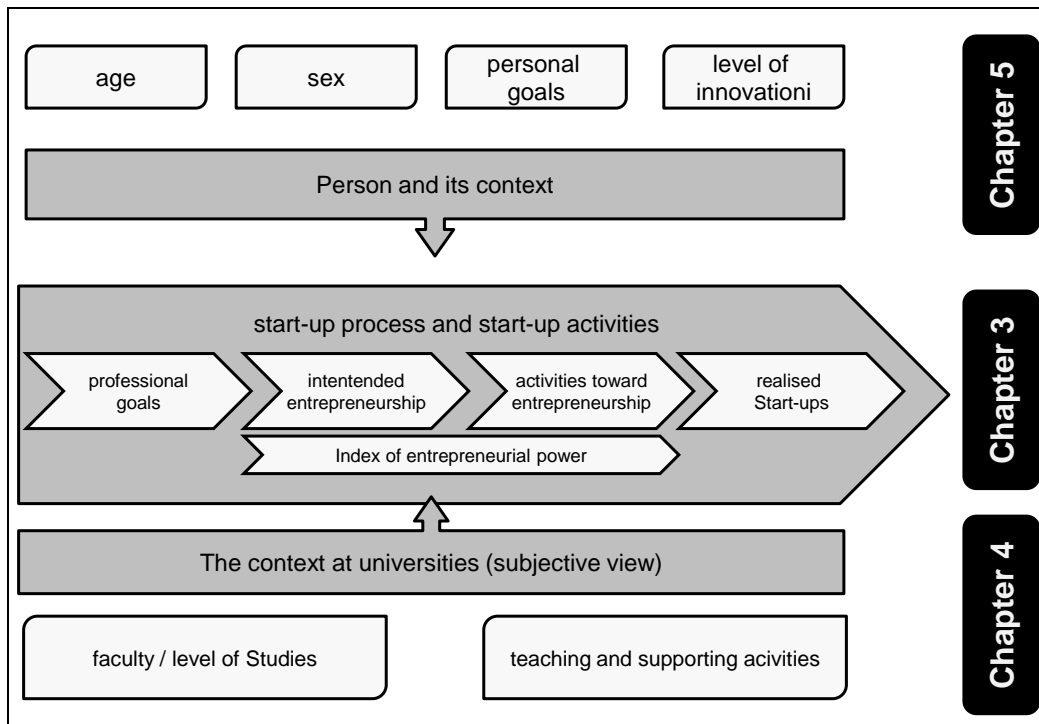 age
sex
personal
goals
level of
innovationi
Chapter 5
Person and its context
start-up process and start-up activities
professional
goals
intentended
entrepreneurship
activities toward
entrepreneurship
realised
Start-ups
Index of entrepreneurial power
Chapter 3
The context at universities (subjective view)
faculty / level of Studies
teaching and supporting acivities
Chapter 4